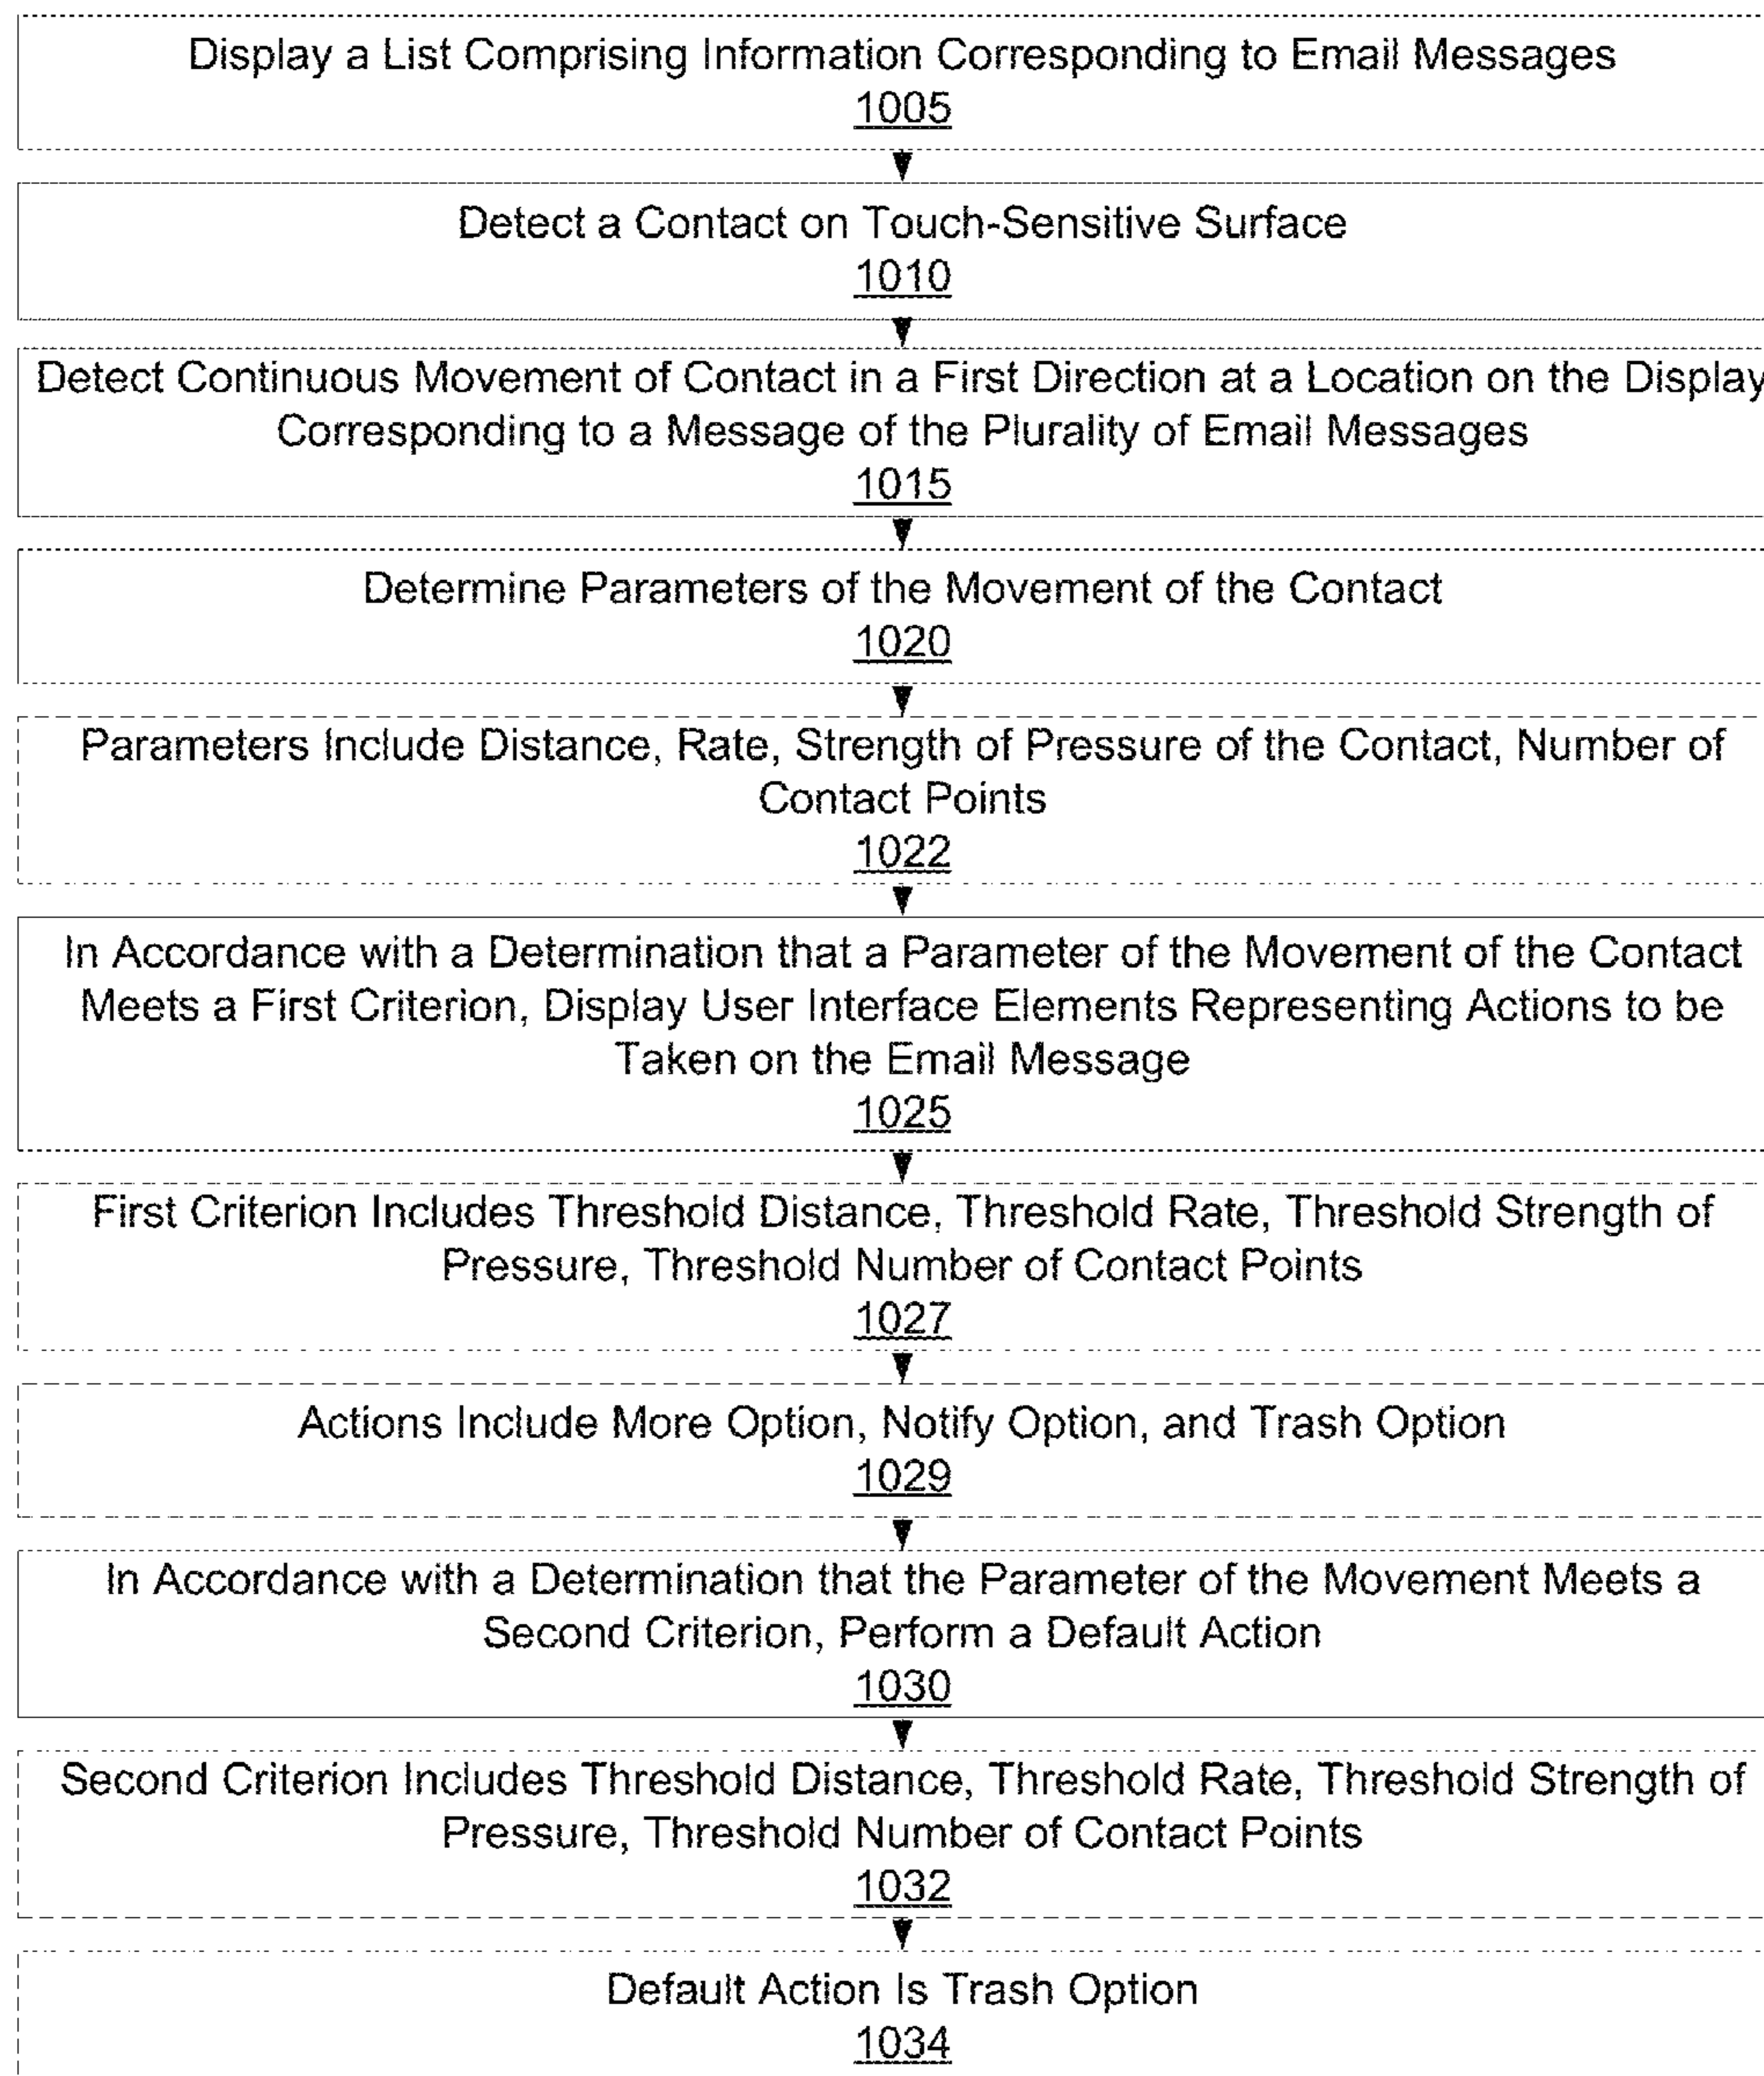 Display a List Comprising Information Corresponding to Email Messages
1005
Detect a Contact on Touch-Sensitive Surface
1010
Detect Continuous Movement of Contact in a First Direction at a Location on the Display
Corresponding to a Message of the Plurality of Email Messages
1015
Determine Parameters of the Movement of the Contact
1020
Parameters Include Distance, Rate, Strength of Pressure of the Contact, Number of
Contact Points
1022
In Accordance with a Determination that a Parameter of the Movement of the Contact
Meets a First Criterion, Display User Interface Elements Representing Actions to be
Taken on the Email Message
1025
First Criterion Includes Threshold Distance, Threshold Rate, Threshold Strength of
Pressure, Threshold Number of Contact Points
1027
Actions Include More Option, Notify Option, and Trash Option
1029
In Accordance with a Determination that the Parameter of the Movement Meets a
Second Criterion, Perform a Default Action
1030
Second Criterion Includes Threshold Distance, Threshold Rate, Threshold Strength of
Pressure, Threshold Number of Contact Points
1032
Default Action Is Trash Option
1034